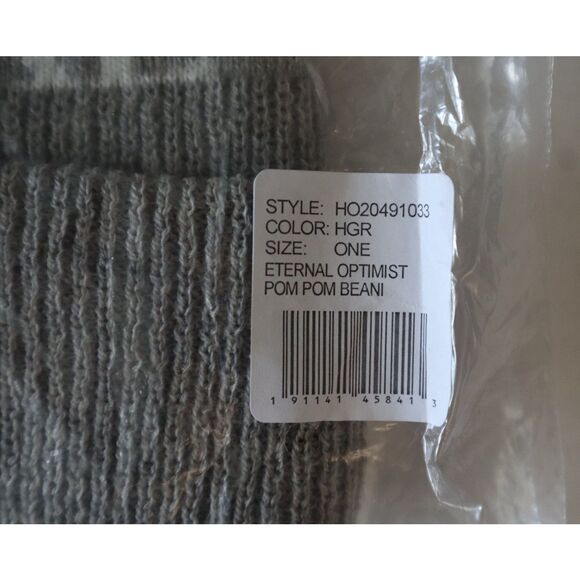 STYLE: HO20491033
COLOR: HGR
SIZE: ONE
ETERNAL OPTIMIST
POM POM BEANI
1 91141 45841 3